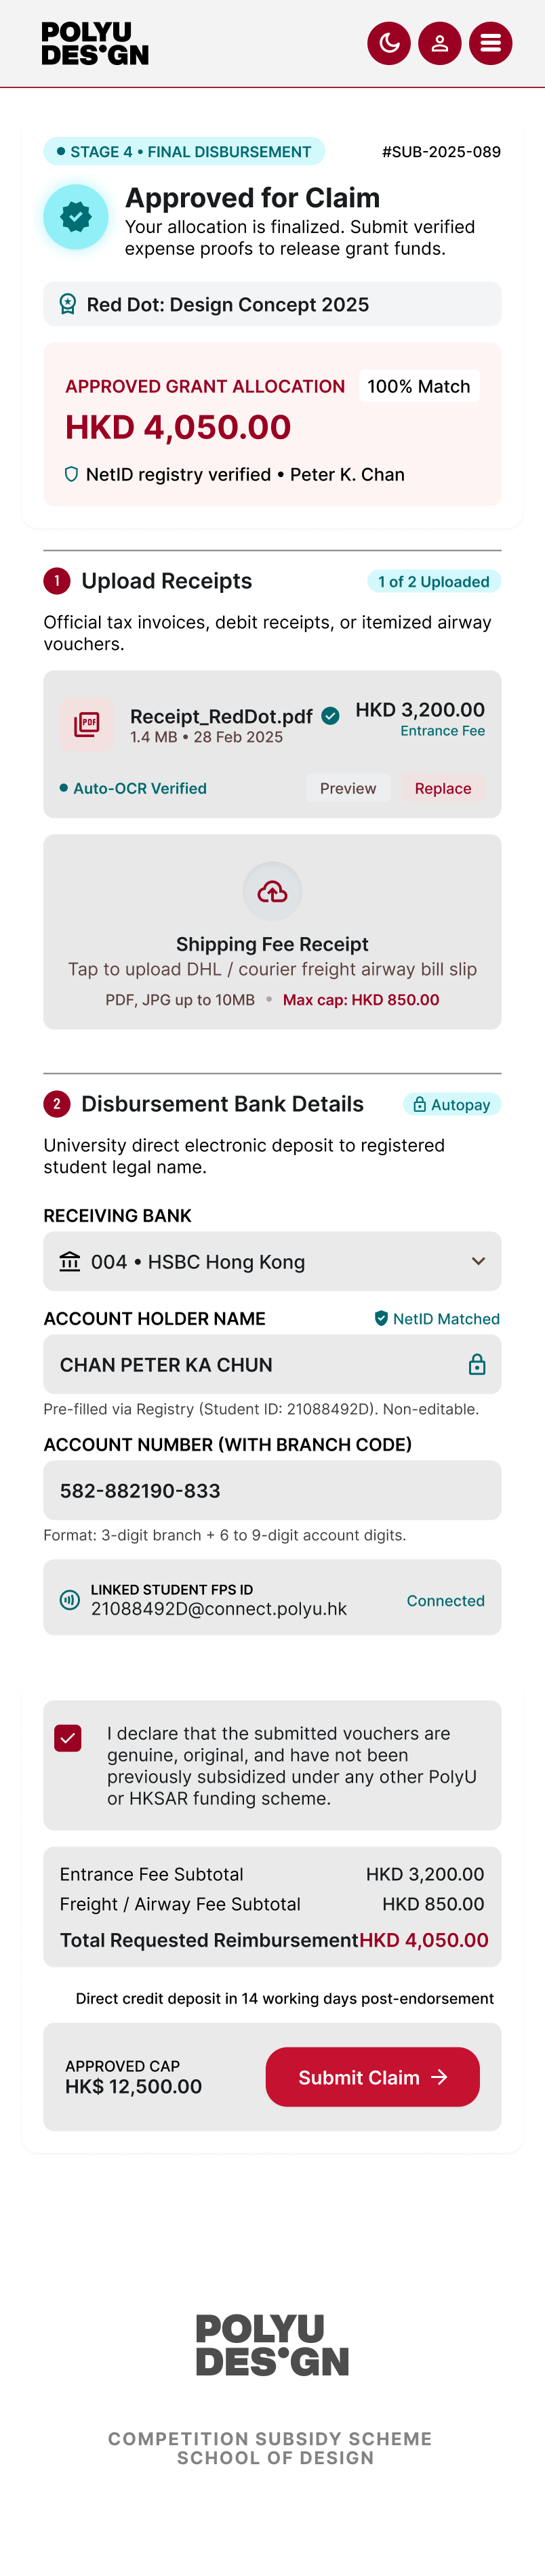 POLYU
DES•GN
STAGE 4 • FINAL DISBURSEMENT
#SUB-2025-089
Approved for Claim
Your allocation is finalized. Submit verified
expense proofs to release grant funds.
Red Dot: Design Concept 2025
APPROVED GRANT ALLOCATION
100% Match
HKD 4,050.00
NetID registry verified • Peter K. Chan
1
Upload Receipts
1 of 2 Uploaded
Official tax invoices, debit receipts, or itemized airway
vouchers.
PDF
Receipt_RedDot.pdf
HKD 3,200.00
1.4 MB • 28 Feb 2025
Entrance Fee
Auto-OCR Verified
Preview
Replace
Shipping Fee Receipt
Tap to upload DHL / courier freight airway bill slip
PDF, JPG up to 10MB • Max cap: HKD 850.00
2
Disbursement Bank Details
Autopay
University direct electronic deposit to registered
student legal name.
RECEIVING BANK
004 • HSBC Hong Kong
ACCOUNT HOLDER NAME
NetID Matched
CHAN PETER KA CHUN
Pre-filled via Registry (Student ID: 21088492D). Non-editable.
ACCOUNT NUMBER (WITH BRANCH CODE)
582-882190-833
Format: 3-digit branch + 6 to 9-digit account digits.
LINKED STUDENT FPS ID
21088492D@connect.polyu.hk
Connected
I declare that the submitted vouchers are
genuine, original, and have not been
previously subsidized under any other PolyU
or HKSAR funding scheme.
Entrance Fee Subtotal
HKD 3,200.00
Freight / Airway Fee Subtotal
HKD 850.00
Total Requested Reimbursement
HKD 4,050.00
Direct credit deposit in 14 working days post-endorsement
APPROVED CAP
HK$ 12,500.00
Submit Claim
POLYU
DES•GN
COMPETITION SUBSIDY SCHEME
SCHOOL OF DESIGN